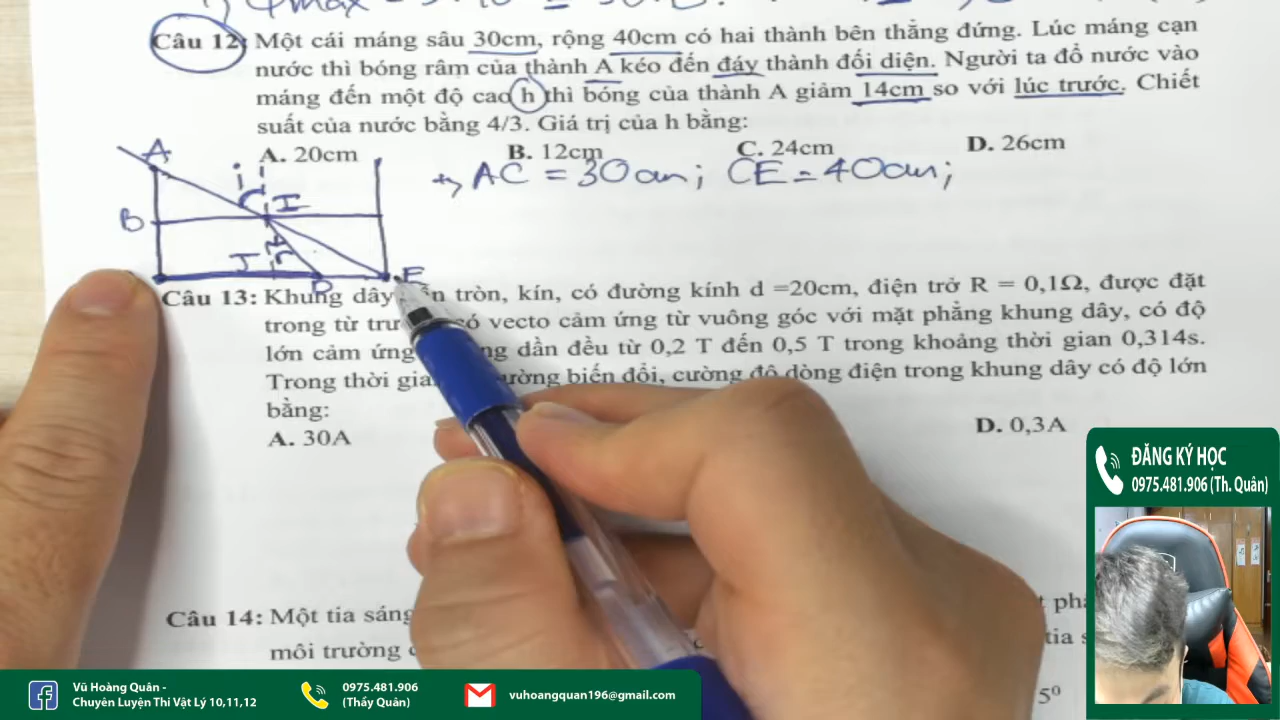 Câu 12: Một cái máng sâu 30cm, rộng 40cm có hai thành bên thẳng đứng. Lúc máng cạn
nước thì bóng râm của thành A kéo đến đáy thành đối diện. Người ta đổ nước vào
máng đến một độ cao h thì bóng của thành A giảm 14cm so với lúc trước. Chiết
suất của nước bằng 4/3. Giá trị của h bằng:
A. 20cm B. 12cm C. 24cm D. 26cm
A i I B J r D E
AC = 30cm; CE = 40cm;
Câu 13: Khung dây tròn, kín, có đường kính d =20cm, điện trở R = 0,1Ω, được đặt
trong từ trư có vecto cảm ứng từ vuông góc với mặt phẳng khung dây, có độ
lớn cảm ứng dần đều từ 0,2 T đến 0,5 T trong khoảng thời gian 0,314s.
Trong thời gia ường biến đổi, cường độ dòng điện trong khung dây có độ lớn
bằng:
A. 30A D. 0,3A
Câu 14: Một tia sáng
môi trường tia s
5⁰
ĐĂNG KÝ HỌC
0975.481.906 (Th. Quân)
Vũ Hoàng Quân -
Chuyên Luyện Thi Vật Lý 10,11,12
0975.481.906
(Thầy Quân)
vuhoangquan196@gmail.com